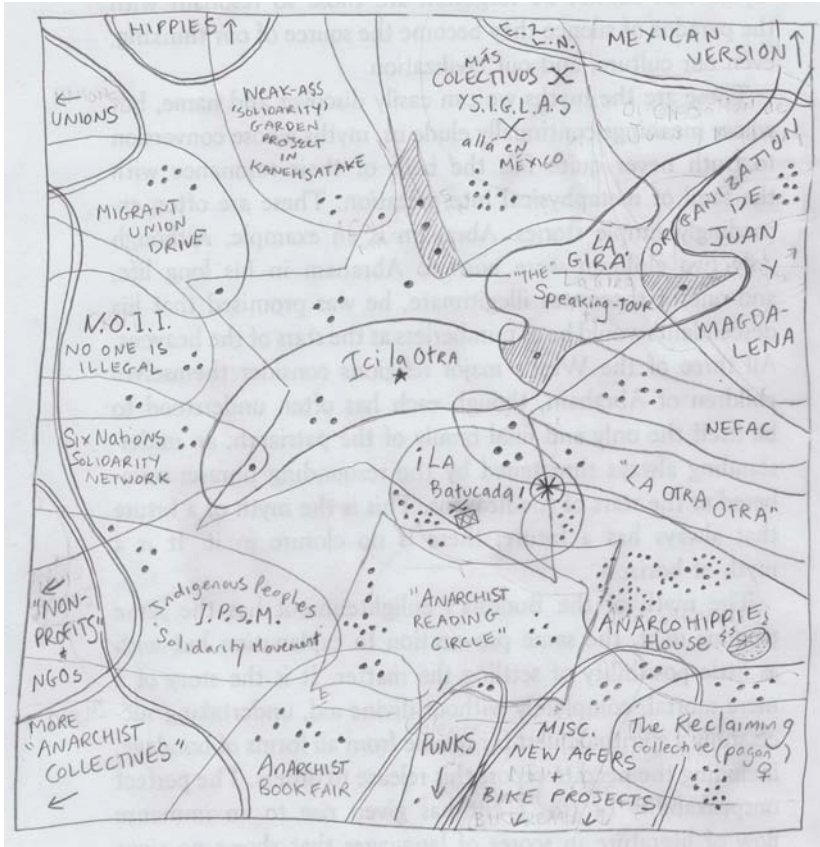 HIPPIES ↑
E.Z.L.N.
MEXICAN
VERSION ↑
← UNIONS
WEAK-ASS
"SOLIDARITY"
GARDEN
PROJECT
IN
KANEHSATAKE
MÁS
COLECTIVOS
Y S.I.G.L.A.S
allá en
MÉXICO
MIGRANT
UNION
DRIVE
ORGANIZATION
DE
JUAN
Y
MAGDA-
LENA
LA
GIRA
"THE
Speaking-tour"
N.O.I.I.
NO ONE IS
ILLEGAL
Ici la Otra
NEFAC
Six Nations
SOLIDARITY
NETWORK
¡LA
Batucada!
"LA OTRA OTRA"
←
"NON-
PROFITS"
+
NGOS
Indigenous Peoples
I.P.S.M.
Solidarity Movement
"ANARCHIST
READING
CIRCLE"
ANARCOHIPPIE
House
MORE
"ANARCHIST
COLLECTIVES"
←
ANARCHIST
BOOKFAIR
PUNKS
MISC.
NEW AGERS
The Reclaiming
Collective (pagan)
♀
BIKE PROJECTS